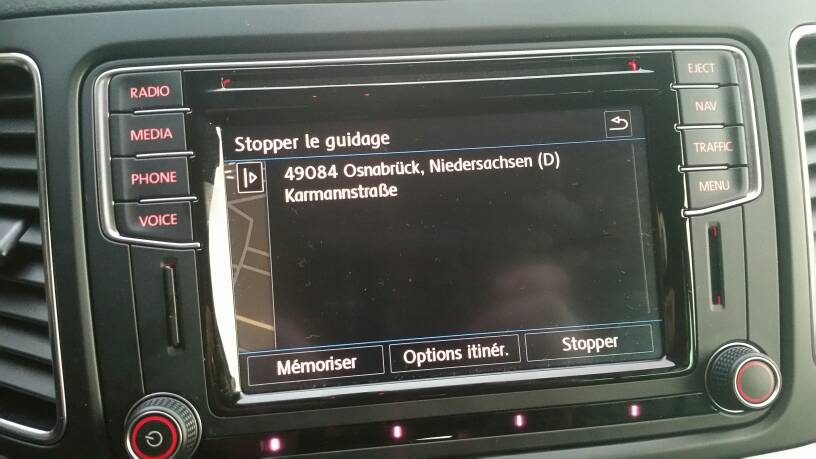 RADIO
MEDIA
PHONE
VOICE
EJECT
NAV
TRAFFIC
MENU
Stopper le guidage
49084 Osnabrück, Niedersachsen (D)
Karmannstraße
Mémoriser
Options itinér.
Stopper